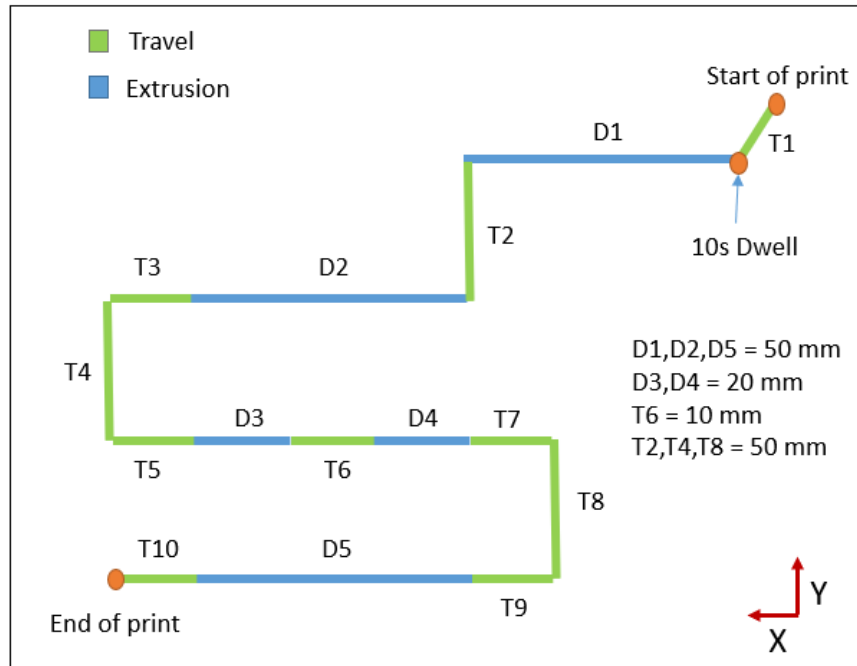 Travel
Extrusion
Start of print
D1
T1
T2
10s Dwell
T3
D2
T4
D1,D2,D5 = 50 mm
D3,D4 = 20 mm
T6 = 10 mm
T2,T4,T8 = 50 mm
D3
D4
T7
T5
T6
T8
T10
D5
T9
End of print
Y
X